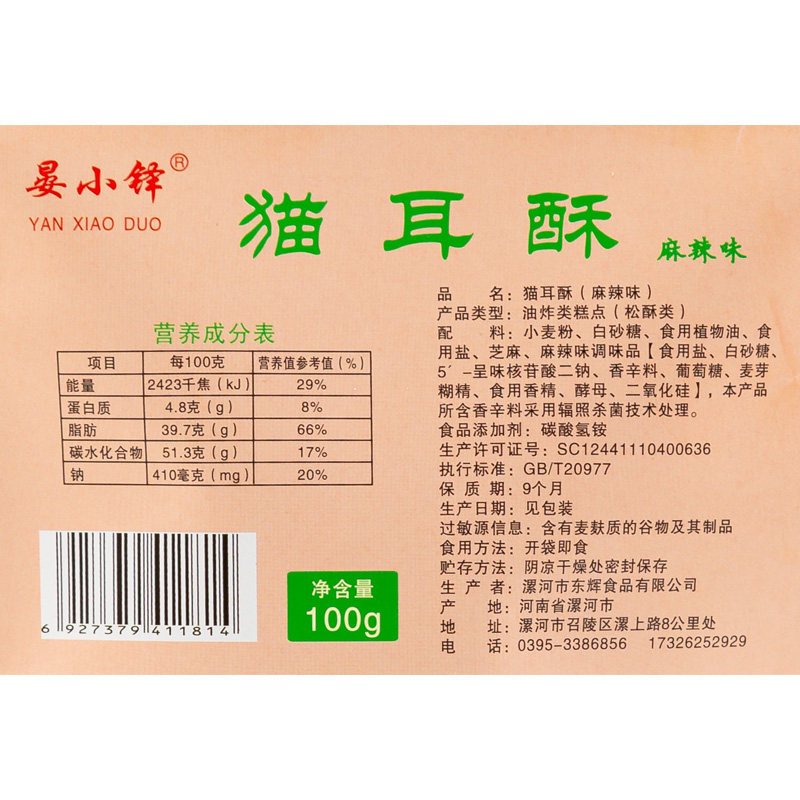 晏小铎®
YAN XIAO DUO
猫耳酥
麻辣味
营养成分表
项目 每100克 营养值参考值(%)
能量 2423千焦(kJ) 29%
蛋白质 4.8克(g) 8%
脂肪 39.7克(g) 66%
碳水化合物 51.3克(g) 17%
钠 410毫克(mg) 20%
6 927379 411814
净含量
100g
品 名：猫耳酥(麻辣味)
产品类型：油炸类糕点(松酥类)
配 料：小麦粉、白砂糖、食用植物油、食
用盐、芝麻、麻辣味调味品【食用盐、白砂糖、
5′-呈味核苷酸二钠、香辛料、葡萄糖、麦芽
糊精、食用香精、酵母、二氧化硅】,本产品
所含香辛料采用辐照杀菌技术处理。
食品添加剂：碳酸氢铵
生产许可证号：SC12441110400636
执行标准：GB/T20977
保 质 期：9个月
生产日期：见包装
过敏源信息：含有麦麸质的谷物及其制品
食用方法：开袋即食
贮存方法：阴凉干燥处密封保存
生 产 者：漯河市东辉食品有限公司
产 地：河南省漯河市
地 址：漯河市召陵区漯上路8公里处
电 话：0395-3386856 17326252929